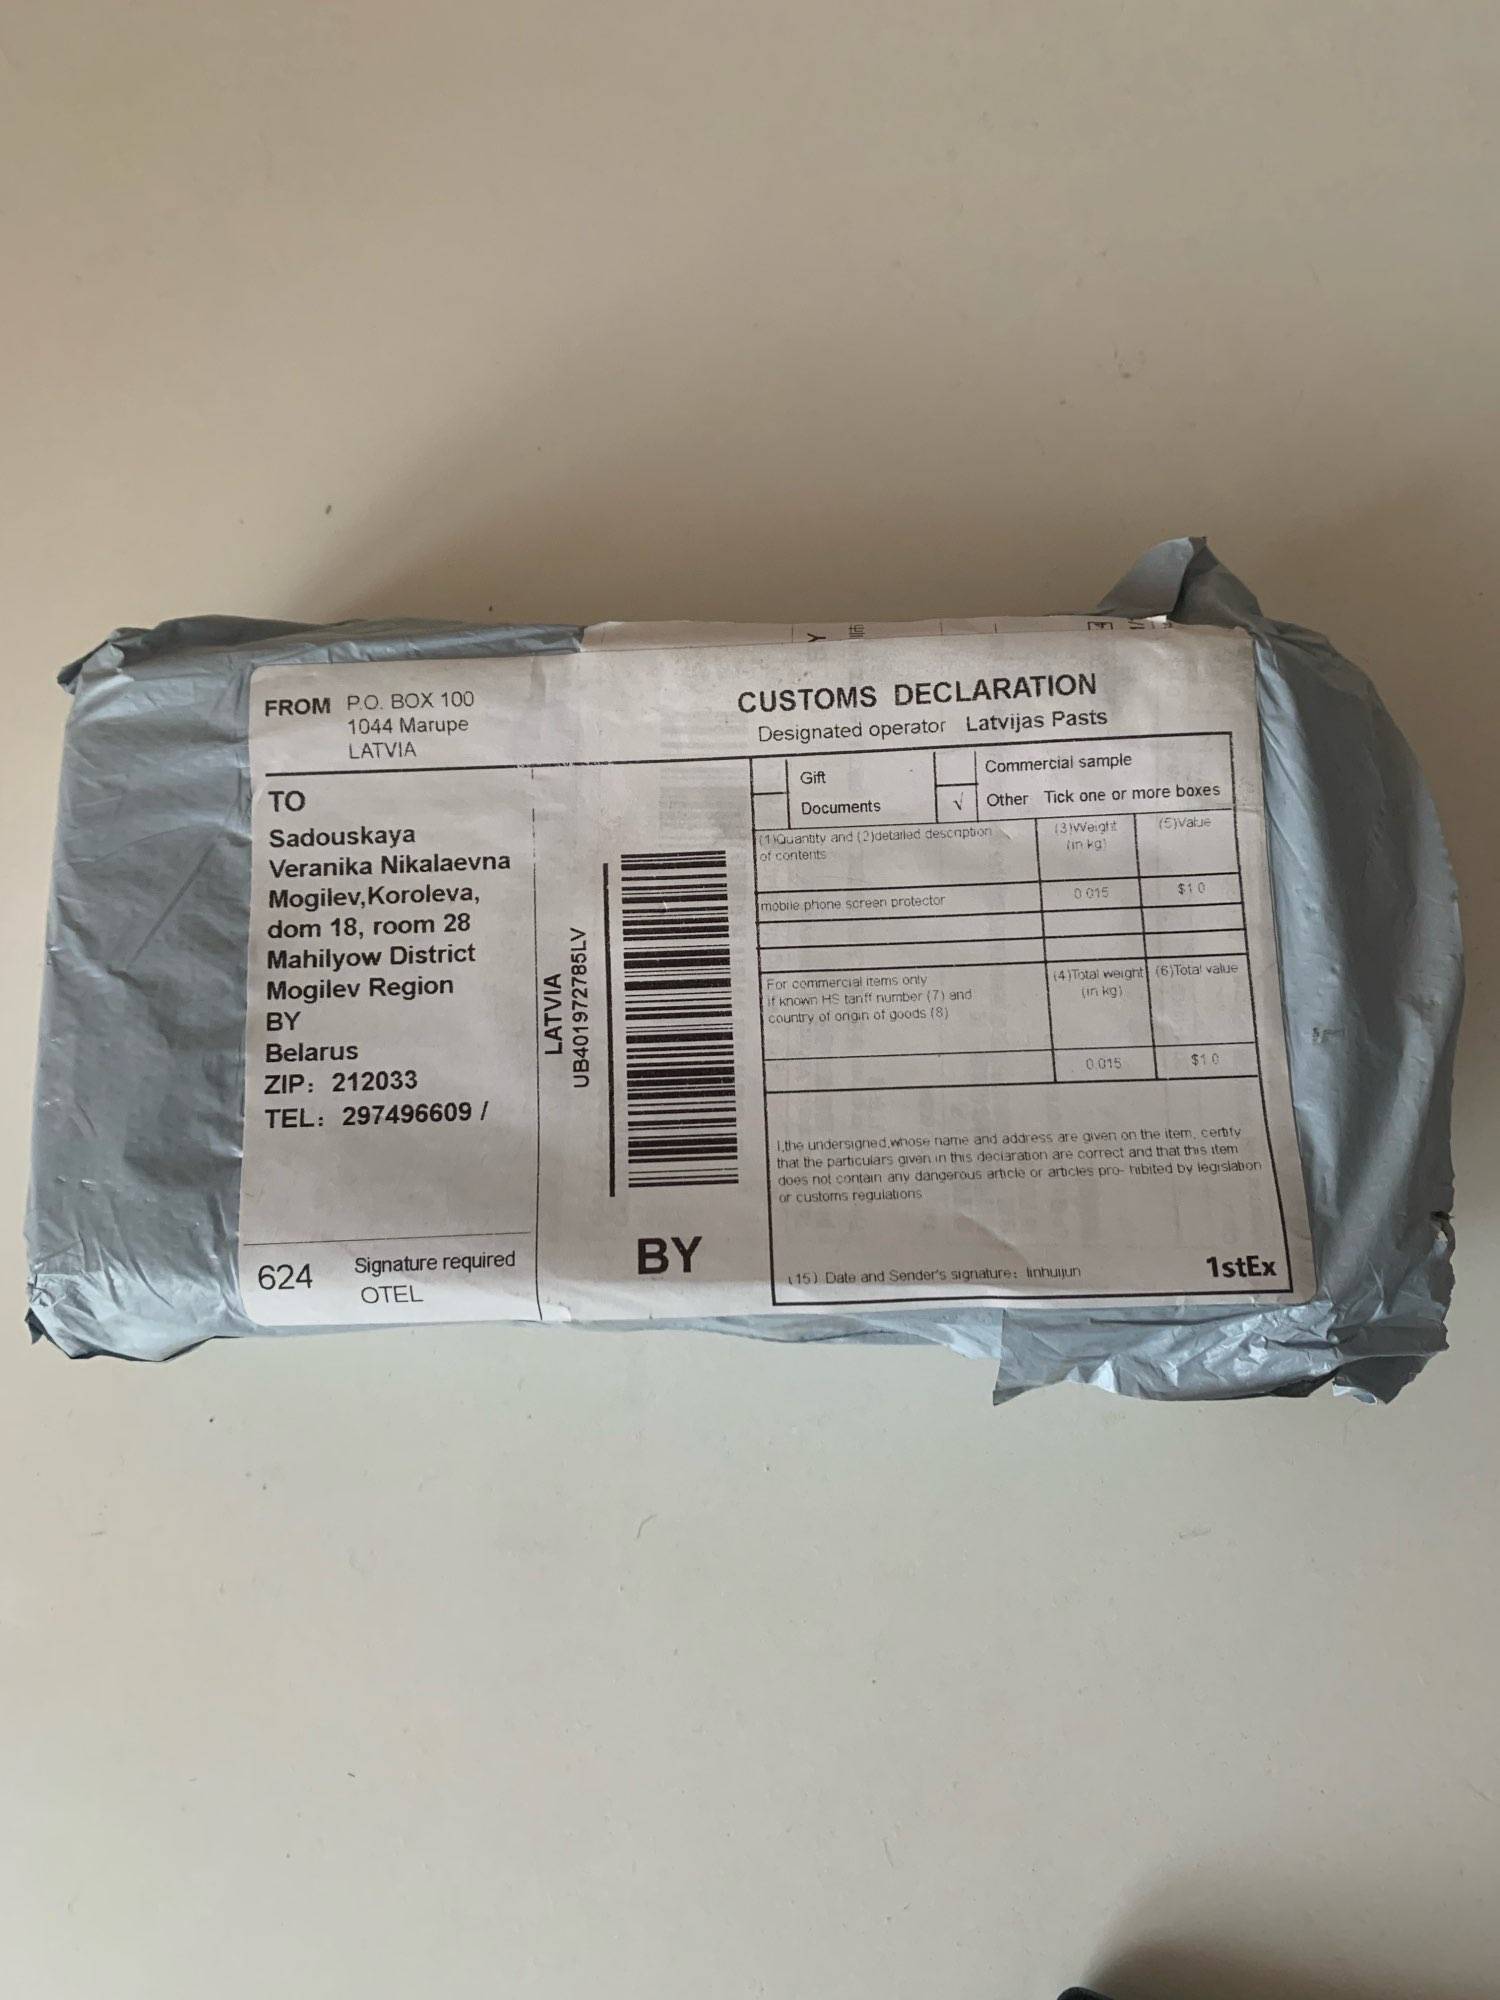 FROM P.O. BOX 100
1044 Marupe
LATVIA
TO
Sadouskaya
Veranika Nikalaevna
Mogilev,Koroleva,
dom 18, room 28
Mahilyow District
Mogilev Region
BY
Belarus
ZIP: 212033
TEL: 297496609 /
624
Signature required
OTEL
LATVIA
UB401972785LV
BY
CUSTOMS DECLARATION
Designated operator Latvijas Pasts
Gift
Commercial sample
Documents
√ Other Tick one or more boxes
(1)Quantity and (2)detailed description
of contents
(3)Weight
(in kg)
(5)Value
mobile phone screen protector 0.015 $1.0
For commercial items only
If known HS tariff number (7) and
country of origin of goods (8)
(4)Total weight
(in kg)
(6)Total value
0.015 $1.0
I,the undersigned,whose name and address are given on the item, certify
that the particulars given in this declaration are correct and that this item
does not contain any dangerous article or articles pro- hibited by legislation
or customs regulations
(15) Date and Sender's signature: linhuijun
1stEx